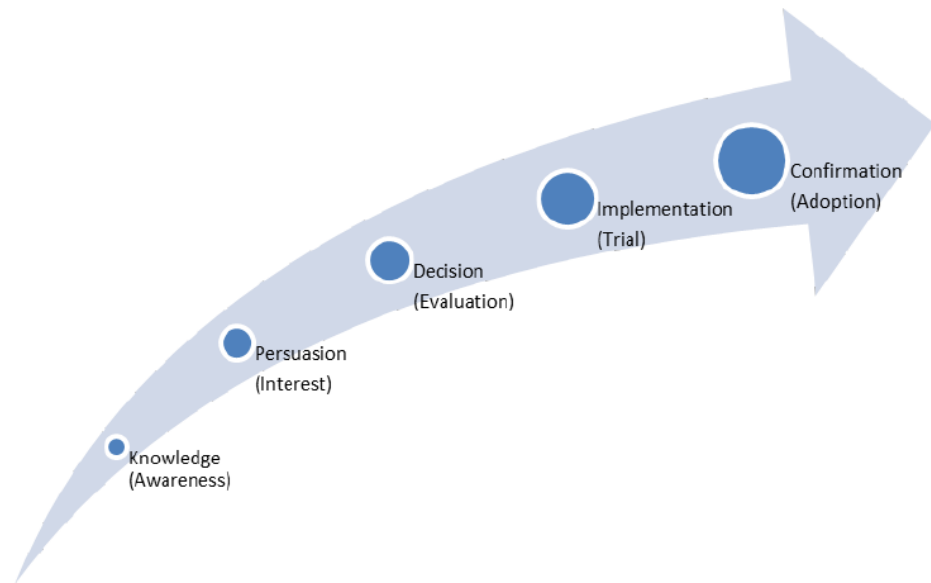 Knowledge
(Awareness)
Persuasion
(Interest)
Decision
(Evaluation)
Implementation
(Trial)
Confirmation
(Adoption)